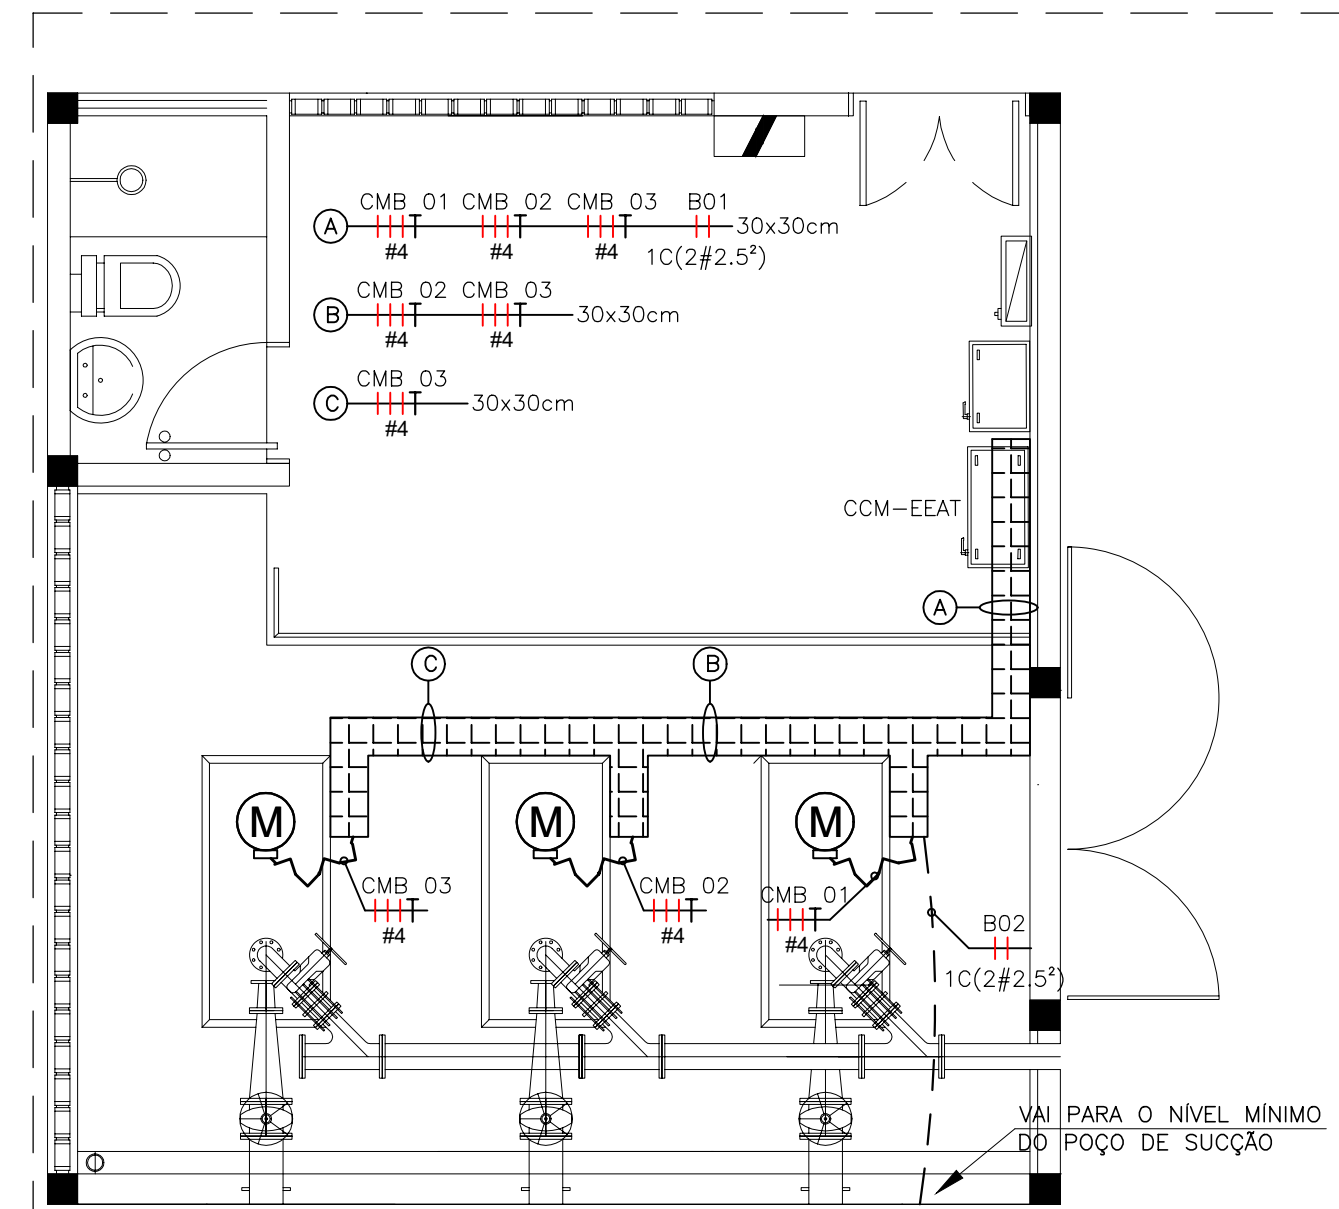 CMB 01 CMB 02 CMB 03 B01
A 30x30cm
#4 #4 #4 1C(2#2.5²)
CMB 02 CMB 03
B 30x30cm
#4 #4
CMB 03
C 30x30cm
#4
CCM-EEAT
A
C B
M M M
CMB 03 CMB 02 CMB 01
#4 #4 #4
B02
1C(2#2.5²)
VAI PARA O NÍVEL MÍNIMO
DO POÇO DE SUCÇÃO